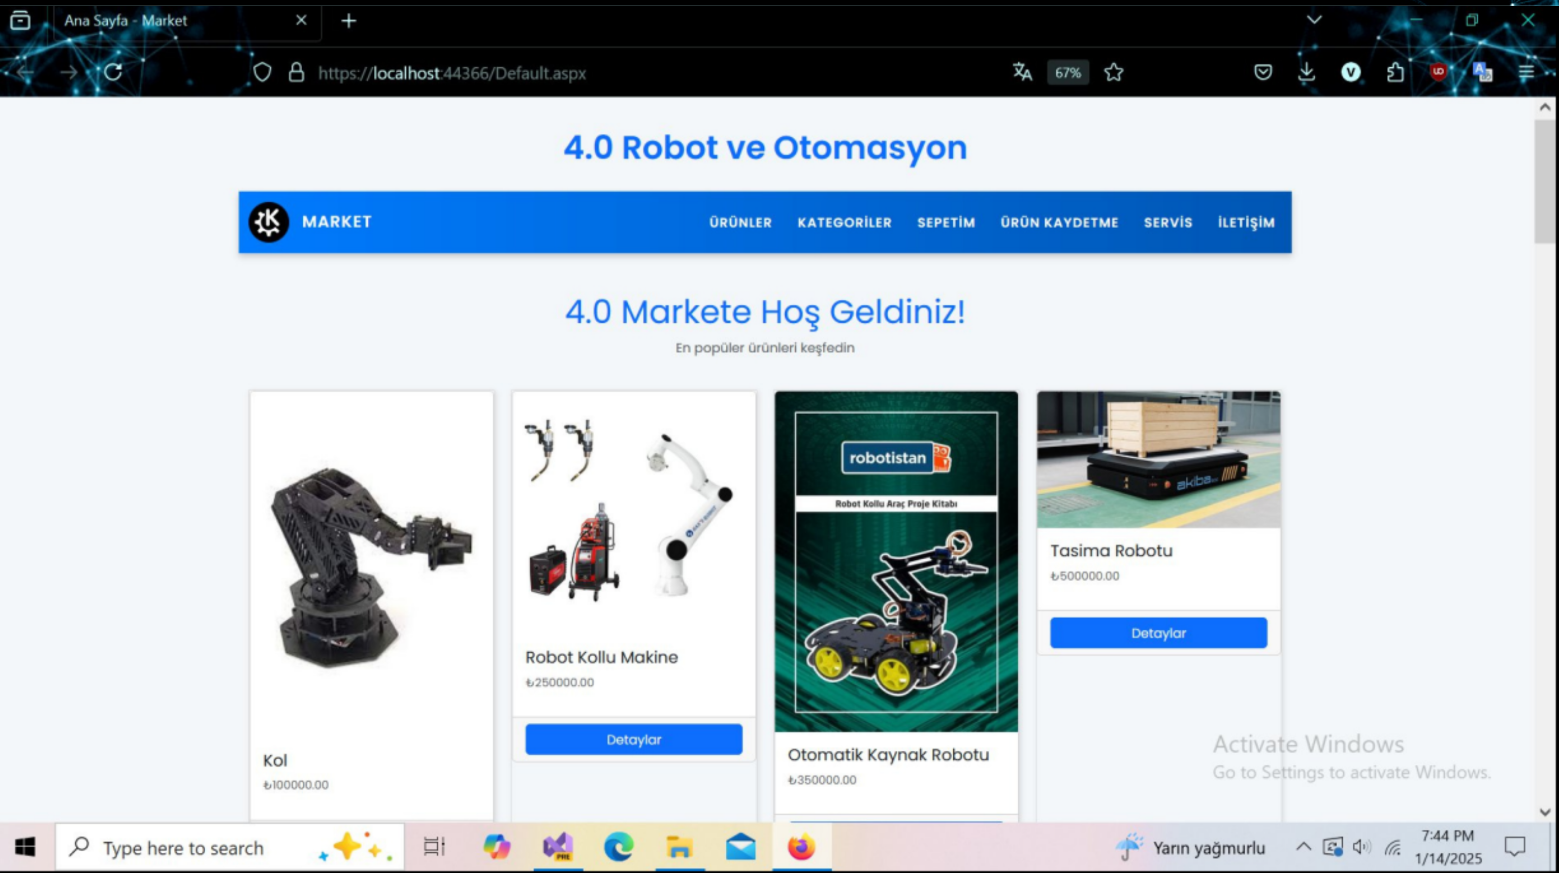 Ana Sayfa - Market
https://localhost:44366/Default.aspx
67%
4.0 Robot ve Otomasyon
MARKET
ÜRÜNLER
KATEGORİLER
SEPETİM
ÜRÜN KAYDETME
SERVİS
İLETİŞİM
4.0 Markete Hoş Geldiniz!
En popüler ürünleri keşfedin
Kol
₺100000.00
Robot Kollu Makine
₺250000.00
Detaylar
robotistan
Robot Kollu Araç Proje Kitabı
Otomatik Kaynak Robotu
₺350000.00
akiba
Tasima Robotu
₺500000.00
Detaylar
Activate Windows
Go to Settings to activate Windows.
Type here to search
PRE
Yarın yağmurlu
7:44 PM
1/14/2025